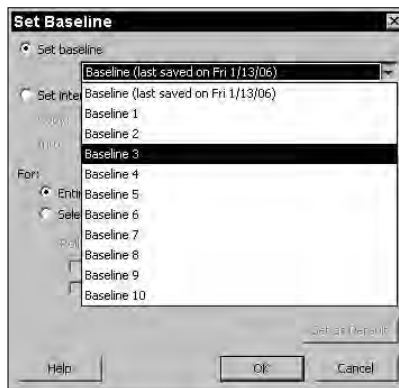 Set Baseline
Set baseline
Baseline (last saved on Fri 1/13/06)
Baseline (last saved on Fri 1/13/06)
Set inter
Baseline 1
Baseline 2
Baseline 3
For:
Baseline 4
Baseline 5
Baseline 6
Baseline 7
Baseline 8
Baseline 9
Baseline 10
Set as Default
Help
OK
Cancel